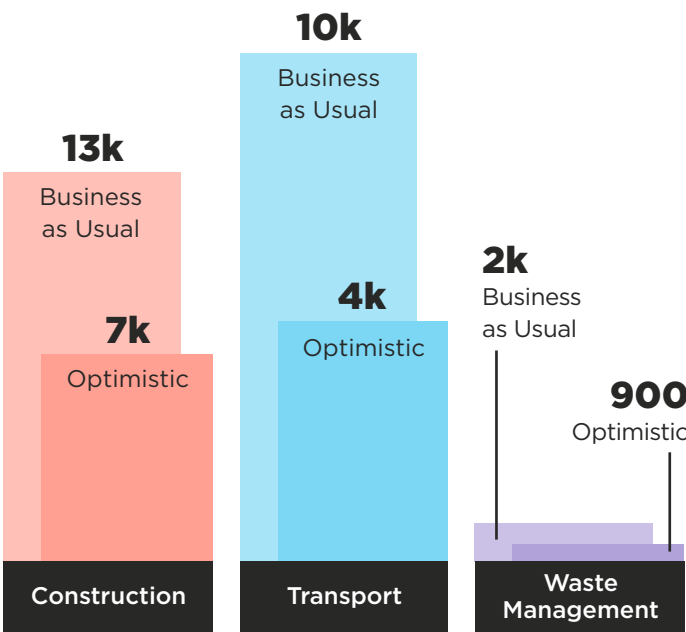 13k
Business
as Usual
7k
Optimistic
Construction
10k
Business
as Usual
4k
Optimistic
Transport
2k
Business
as Usual
900
Optimistic
Waste
Management